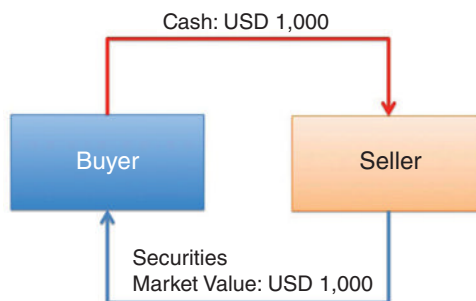 Cash: USD 1,000
Buyer
Seller
Securities
Market Value: USD 1,000